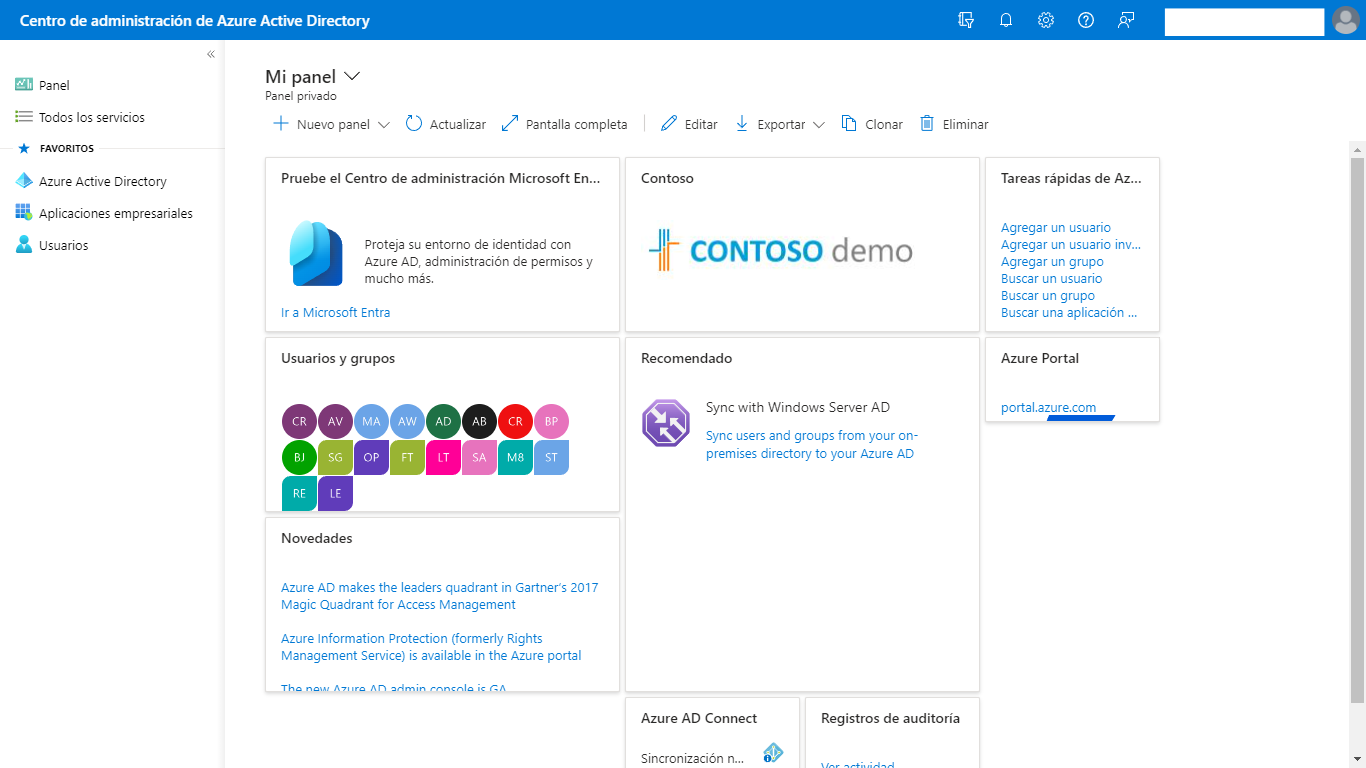 Centro de administración de Azure Active Directory
«
Panel
Todos los servicios
FAVORITOS
Azure Active Directory
Aplicaciones empresariales
Usuarios
Mi panel
Panel privado
Nuevo panel
Actualizar
Pantalla completa
Editar
Exportar
Clonar
Eliminar
Pruebe el Centro de administración Microsoft En...
Proteja su entorno de identidad con
Azure AD, administración de permisos y
mucho más.
Ir a Microsoft Entra
Contoso
CONTOSO demo
Tareas rápidas de Az...
Agregar un usuario
Agregar un usuario inv...
Agregar un grupo
Buscar un usuario
Buscar un grupo
Buscar una aplicación ...
Usuarios y grupos
CR AV MA AW AD AB CR BP
BJ SG OP FT LT SA M8 ST
RE LE
Recomendado
Sync with Windows Server AD
Sync users and groups from your on-
premises directory to your Azure AD
Azure Portal
portal.azure.com
Novedades
Azure AD makes the leaders quadrant in Gartner's 2017
Magic Quadrant for Access Management
Azure Information Protection (formerly Rights
Management Service) is available in the Azure portal
The new Azure AD admin console is GA
Azure AD Connect
Sincronización n...
Registros de auditoría
Ver actividad